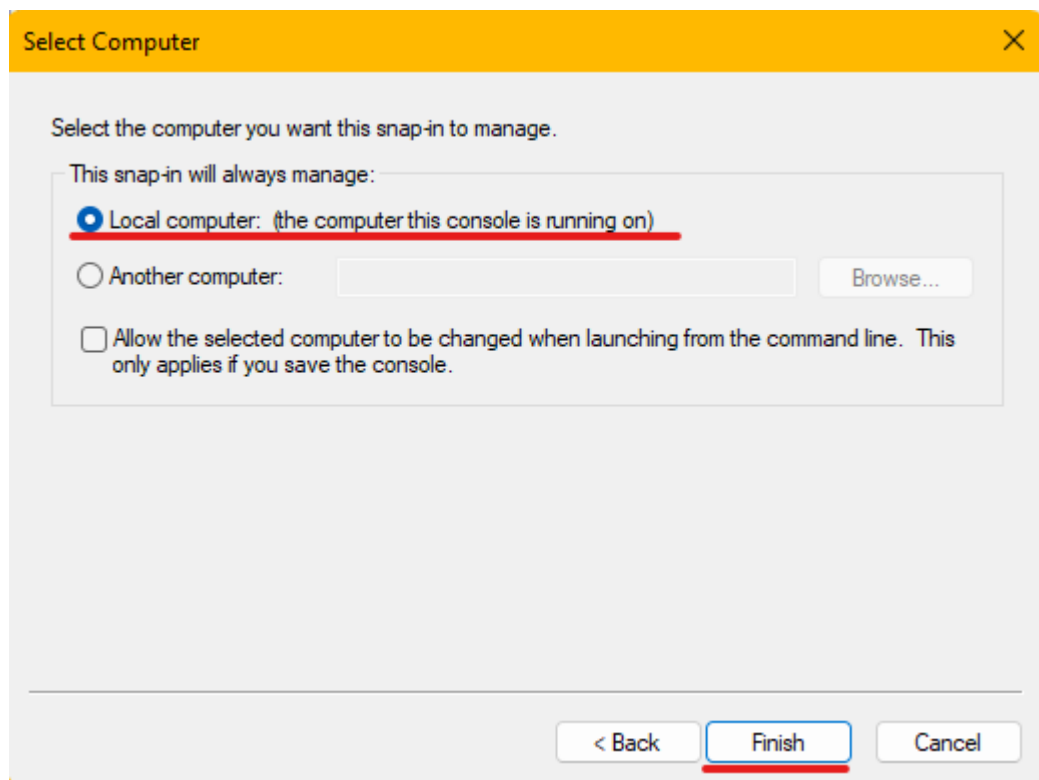 Select Computer
Select the computer you want this snap-in to manage.
This snap-in will always manage:
Local computer:  (the computer this console is running on)
Another computer:
Browse...
Allow the selected computer to be changed when launching from the command line.  This
only applies if you save the console.
< Back
Finish
Cancel